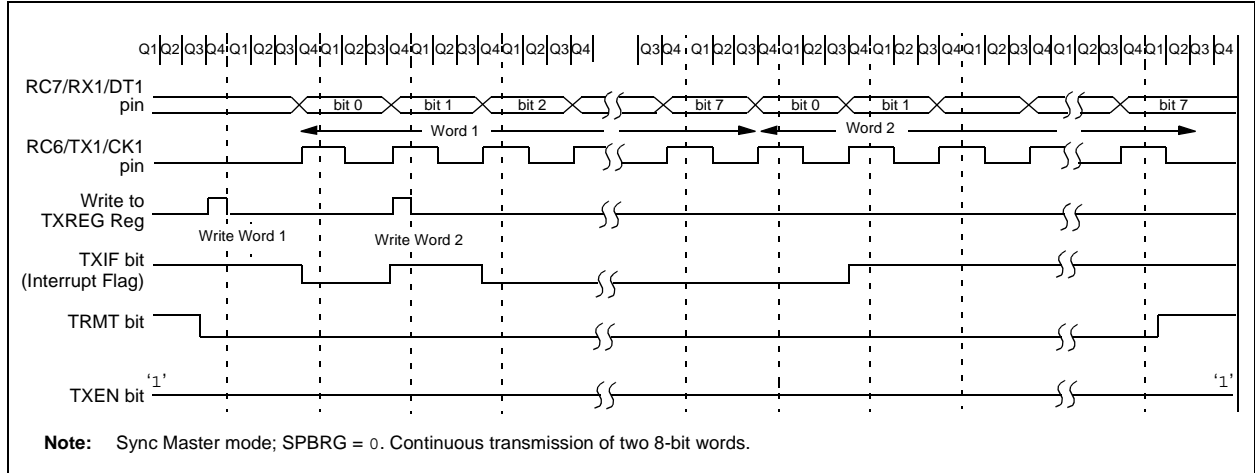 Q1 Q2 Q3 Q4 Q1 Q2 Q3 Q4 Q1 Q2 Q3 Q4 Q1 Q2 Q3 Q4 Q1 Q2 Q3 Q4 Q3 Q4 Q1 Q2 Q3 Q4 Q1 Q2 Q3 Q4 Q1 Q2 Q3 Q4 Q1 Q2 Q3 Q4 Q1 Q2 Q3 Q4 Q1 Q2 Q3 Q4
RC7/RX1/DT1
pin
bit 0 bit 1 bit 2 bit 7 bit 0 bit 1 bit 7
Word 1 Word 2
RC6/TX1/CK1
pin
Write to
TXREG Reg
Write Word 1 Write Word 2
TXIF bit
(Interrupt Flag)
TRMT bit
‘1’ ‘1’
TXEN bit
Note: Sync Master mode; SPBRG = 0. Continuous transmission of two 8-bit words.